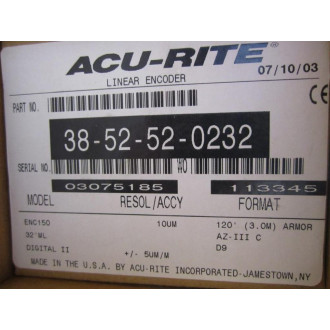 ACU-RITE®
LINEAR ENCODER
07/10/03
PART NO.
38-52-52-0232
SERIAL NO. WO
03075185 113345
MODEL RESOL/ACCY FORMAT
ENC150 10UM 120' (3.0M) ARMOR
32"ML AZ-III C
DIGITAL II +/- 5UM/M D9
MADE IN THE U.S.A. BY ACU-RITE INCORPORATED-JAMESTOWN,NY